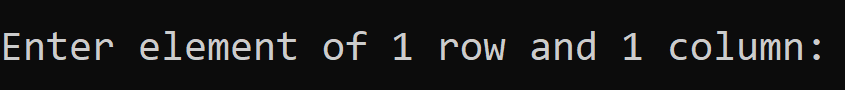 Enter element of 1 row and 1 column: